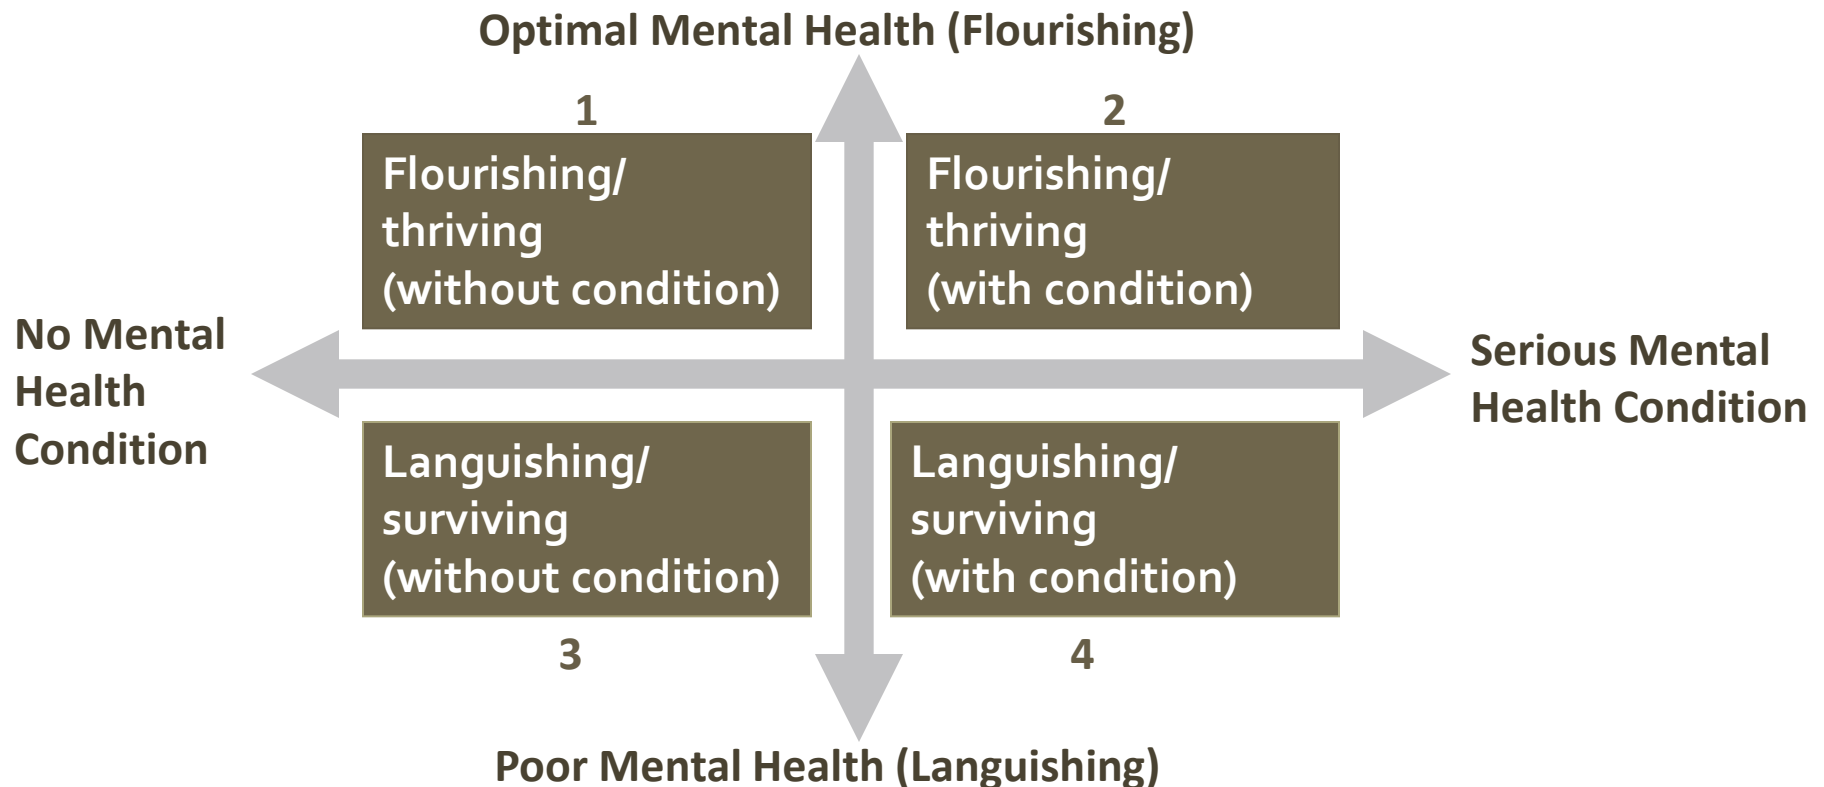 Optimal Mental Health (Flourishing)
1
Flourishing/
thriving
(without condition)
2
Flourishing/
thriving
(with condition)
No Mental
Health
Condition
Serious Mental
Health Condition
Languishing/
surviving
(without condition)
3
Languishing/
surviving
(with condition)
4
Poor Mental Health (Languishing)